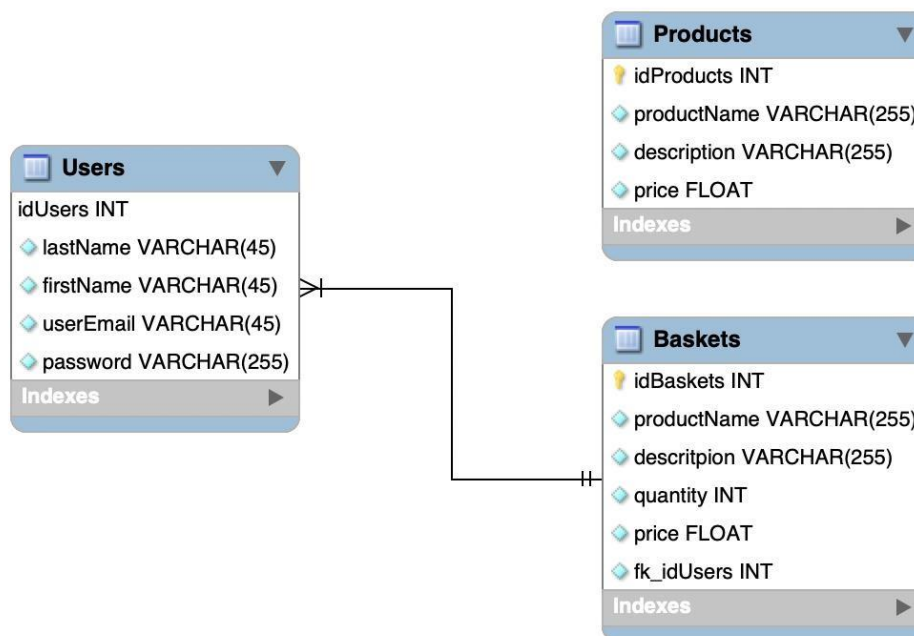 Users
idUsers INT
lastName VARCHAR(45)
firstName VARCHAR(45)
userEmail VARCHAR(45)
password VARCHAR(255)
Indexes
Products
idProducts INT
productName VARCHAR(255)
description VARCHAR(255)
price FLOAT
Indexes
Baskets
idBaskets INT
productName VARCHAR(255)
descritpion VARCHAR(255)
quantity INT
price FLOAT
fk_idUsers INT
Indexes